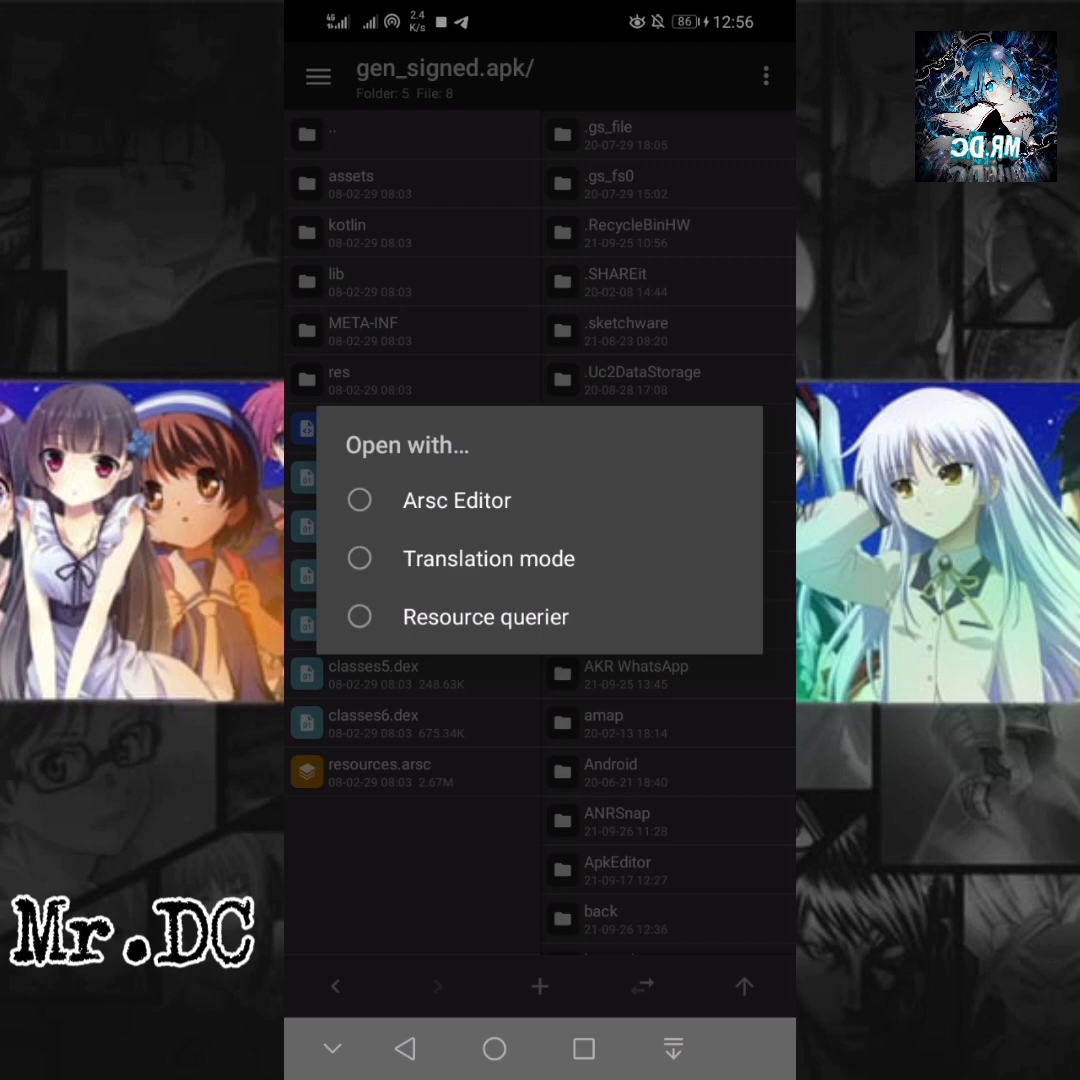 4G
2.4
K/s
86
12:56
gen_signed.apk/
Folder: 5 File: 8
..
assets
08-02-29 08:03
kotlin
08-02-29 08:03
lib
08-02-29 08:03
META-INF
08-02-29 08:03
res
08-02-29 08:03
.gs_file
20-07-29 18:05
.gs_fs0
20-07-29 15:02
.RecycleBinHW
21-09-25 10:56
.SHAREit
20-02-08 14:44
.sketchware
21-08-23 08:20
.Uc2DataStorage
20-08-28 17:08
Open with...
Arsc Editor
Translation mode
Resource querier
classes5.dex
08-02-29 08:03 248.63K
classes6.dex
08-02-29 08:03 675.34K
resources.arsc
08-02-29 08:03 2.67M
AKR WhatsApp
21-09-25 13:45
amap
20-02-13 18:14
Android
20-06-21 18:40
ANRSnap
21-09-26 11:28
ApkEditor
21-09-17 12:27
back
21-09-26 12:36
MR.DC
Mr.DC